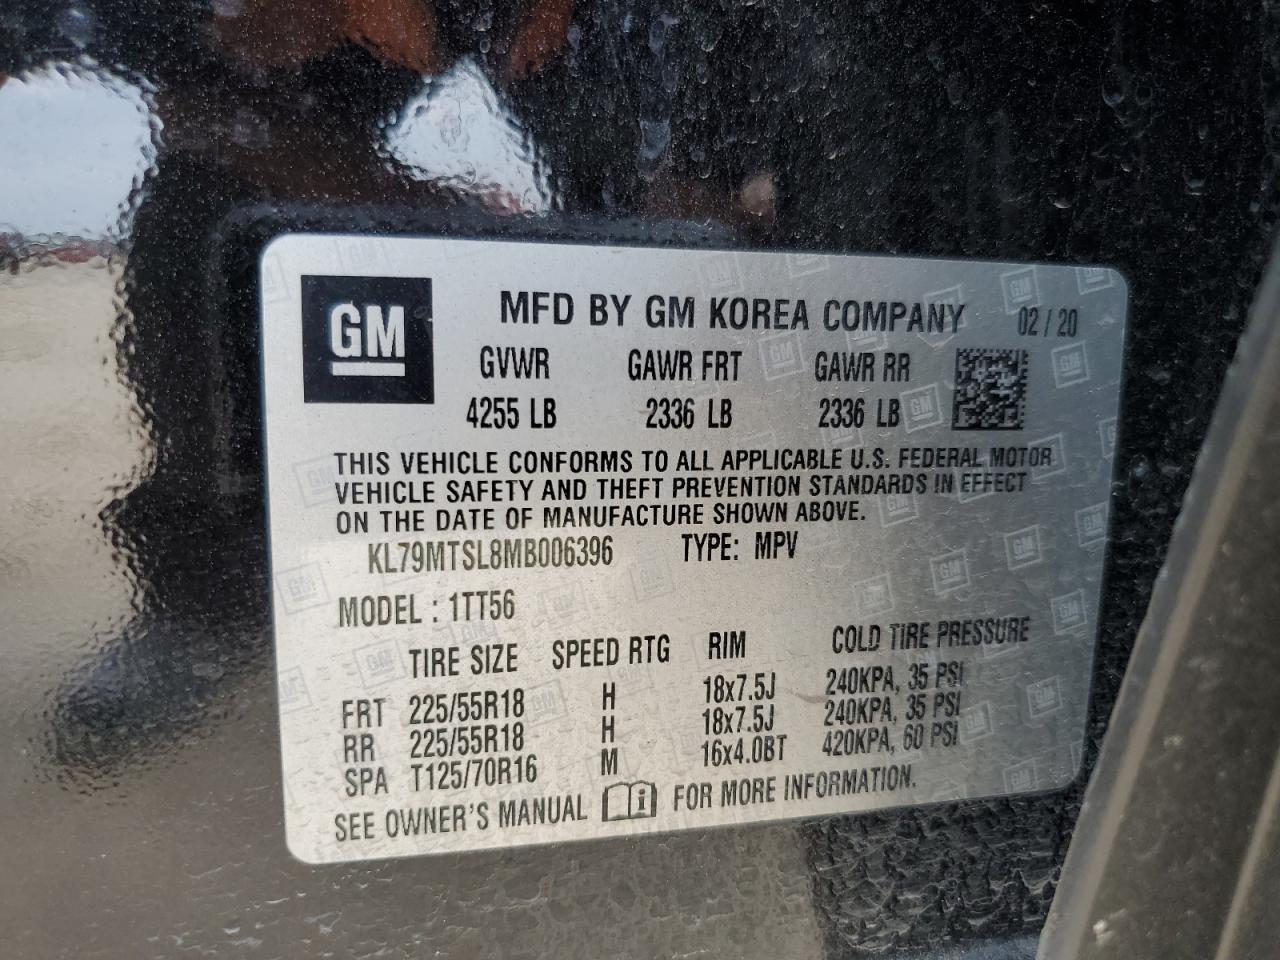 GM
MFD BY GM KOREA COMPANY 02/20
GVWR GAWR FRT GAWR RR
4255 LB 2336 LB 2336 LB
THIS VEHICLE CONFORMS TO ALL APPLICABLE U.S. FEDERAL MOTOR
VEHICLE SAFETY AND THEFT PREVENTION STANDARDS IN EFFECT
ON THE DATE OF MANUFACTURE SHOWN ABOVE.
KL79MTSL8MB006396 TYPE: MPV
MODEL : 1TT56
TIRE SIZE SPEED RTG RIM COLD TIRE PRESSURE
FRT 225/55R18 H 18x7.5J 240KPA, 35 PSI
RR 225/55R18 H 18x7.5J 240KPA, 35 PSI
SPA T125/70R16 M 16x4.0BT 420KPA, 60 PSI
SEE OWNER'S MANUAL FOR MORE INFORMATION.